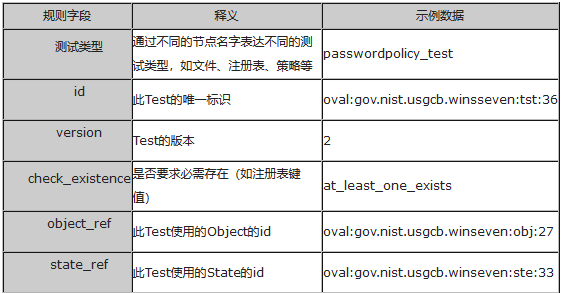 规则字段 释义 示例数据
测试类型 通过不同的节点名字表达不同的测 passwordpolicy_test
试类型，如文件、注册表、策略等
id 此Test的唯一标识 oval:gov.nist.usgcb.winsseven:tst:36
version Test的版本 2
check_existence 是否要求必需存在（如注册表键 at_least_one_exists
值）
object_ref 此Test使用的Object的id oval:gov.nist.usgcb.winseven:obj:27
state_ref 此Test使用的State的id oval:gov.nist.usgcb.winseven:ste:33